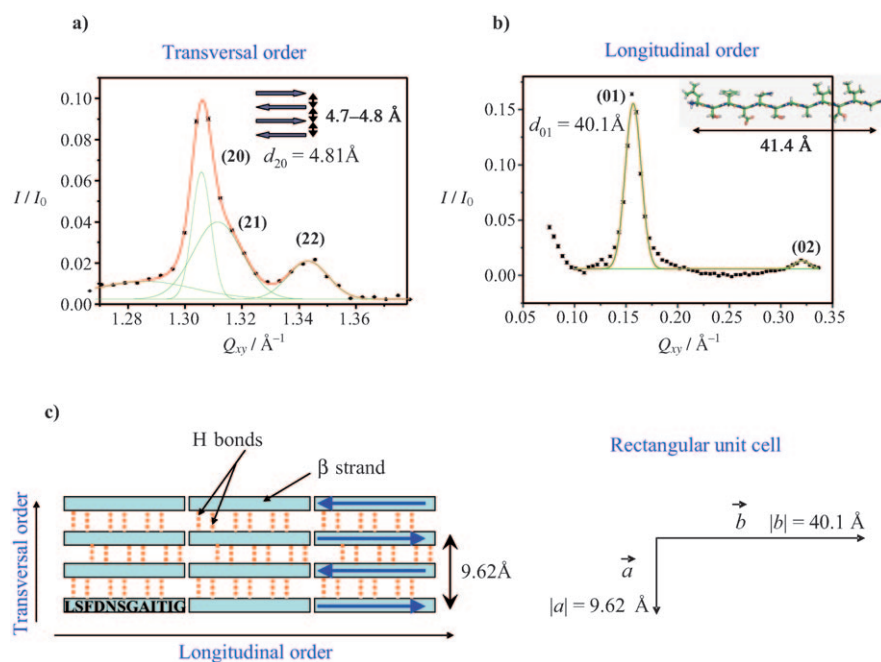 a)
Transversal order
0.10
0.08
0.06
0.04
0.02
0.00
I / I0
4.7–4.8 Å
d20 = 4.81Å
(20)
(21)
(22)
1.28 1.30 1.32 1.34 1.36
Qxy / Å−1
b)
Longitudinal order
0.15
0.10
0.05
0.00
I / I0
(01)
d01 = 40.1Å
41.4 Å
(02)
0.05 0.10 0.15 0.20 0.25 0.30 0.35
Qxy / Å−1
c)
H bonds
β strand
Transversal order
9.62Å
LSFDNSGAITIG
Longitudinal order
Rectangular unit cell
b |b| = 40.1 Å
a
|a| = 9.62 Å